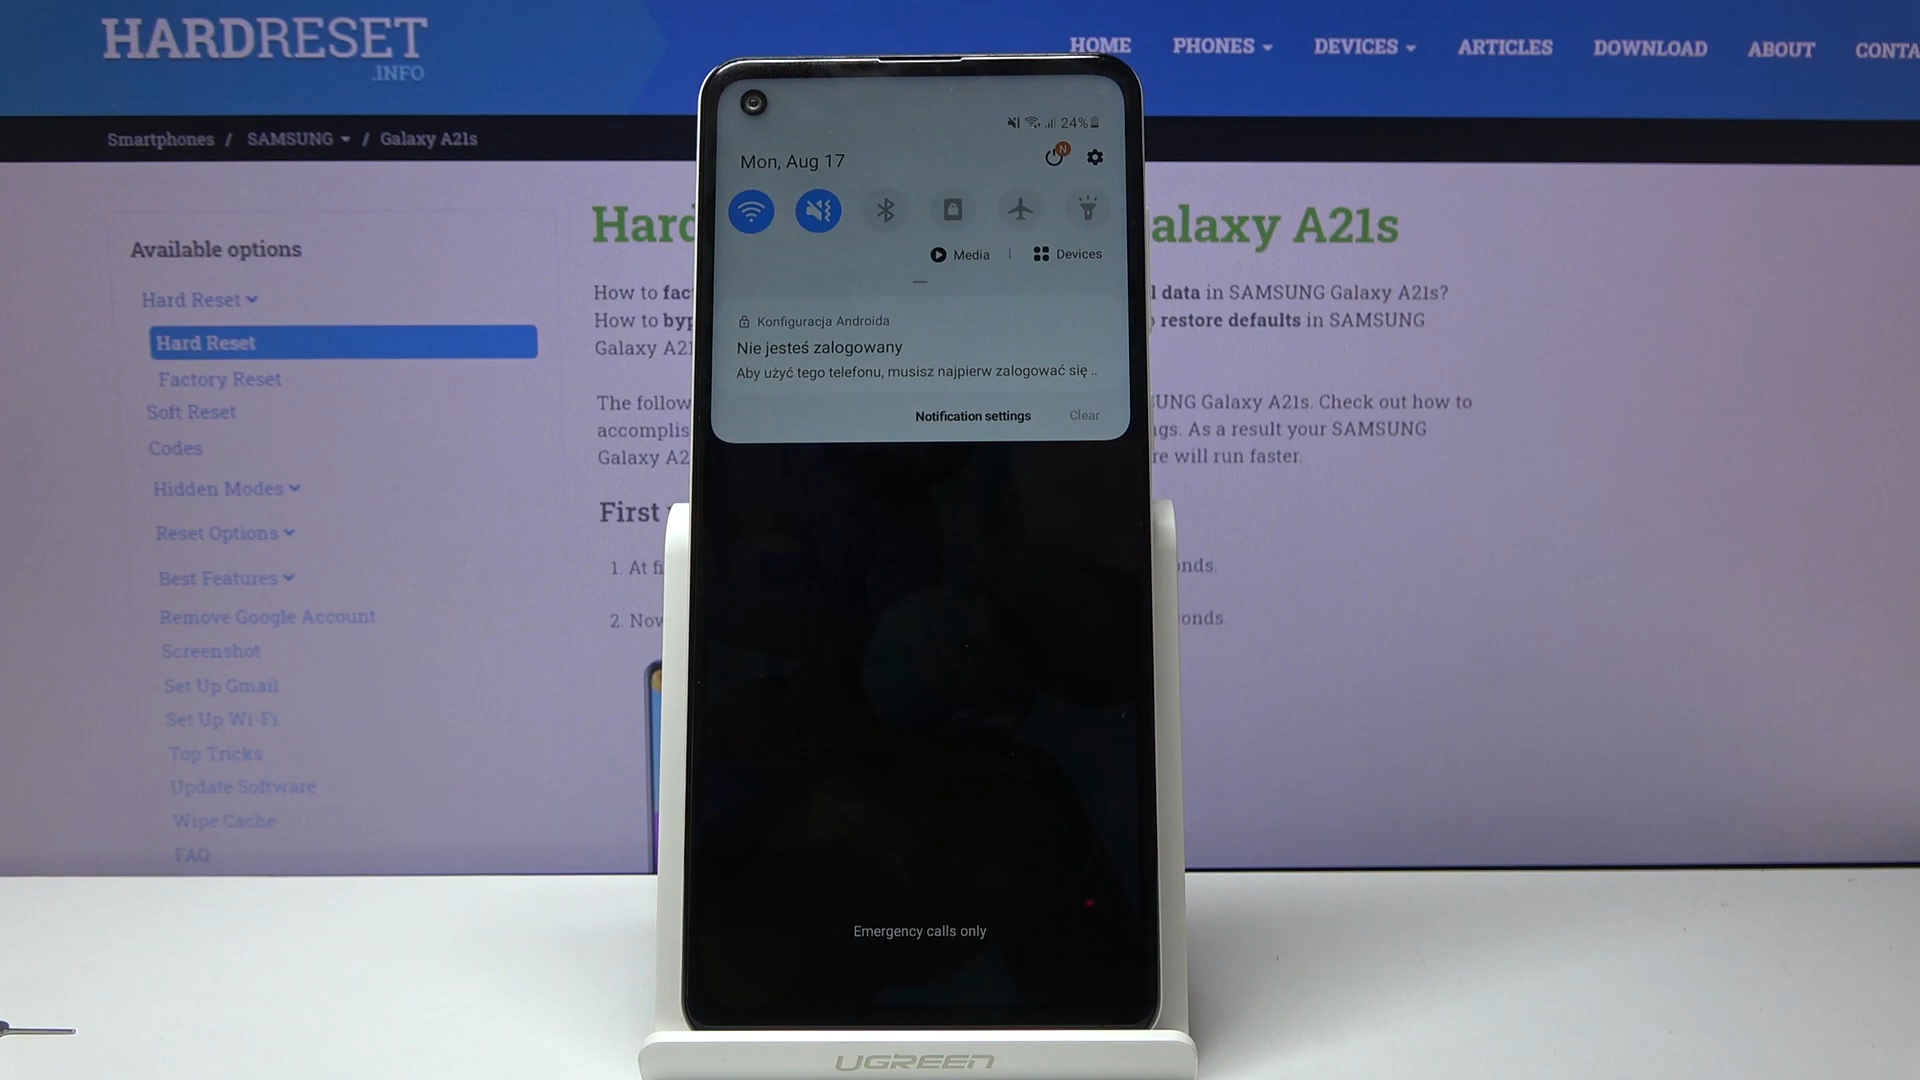 HARDRESET
.INFO
HOME PHONES DEVICES ARTICLES DOWNLOAD ABOUT CONTA
Smartphones / SAMSUNG / Galaxy A21s
Available options
Hard Reset
Hard Reset
Factory Reset
Soft Reset
Codes
Hidden Modes
Reset Options
Best Features
Remove Google Account
Screenshot
Set Up Gmail
Set Up Wi-Fi
Top Tricks
Update Software
Wipe Cache
FAQ
24%
Mon, Aug 17
N
Media | Devices
Konfiguracja Androida
Nie jesteś zalogowany
Aby użyć tego telefonu, musisz najpierw zalogować się ..
Notification settings Clear
Emergency calls only
Hard alaxy A21s
How to fac l data in SAMSUNG Galaxy A21s?
How to byp restore defaults in SAMSUNG
Galaxy A21
The follow UNG Galaxy A21s. Check out how to
accomplis ngs. As a result your SAMSUNG
Galaxy A2 re will run faster.
First
1. At fi onds.
2. Now onds.
UGREEN